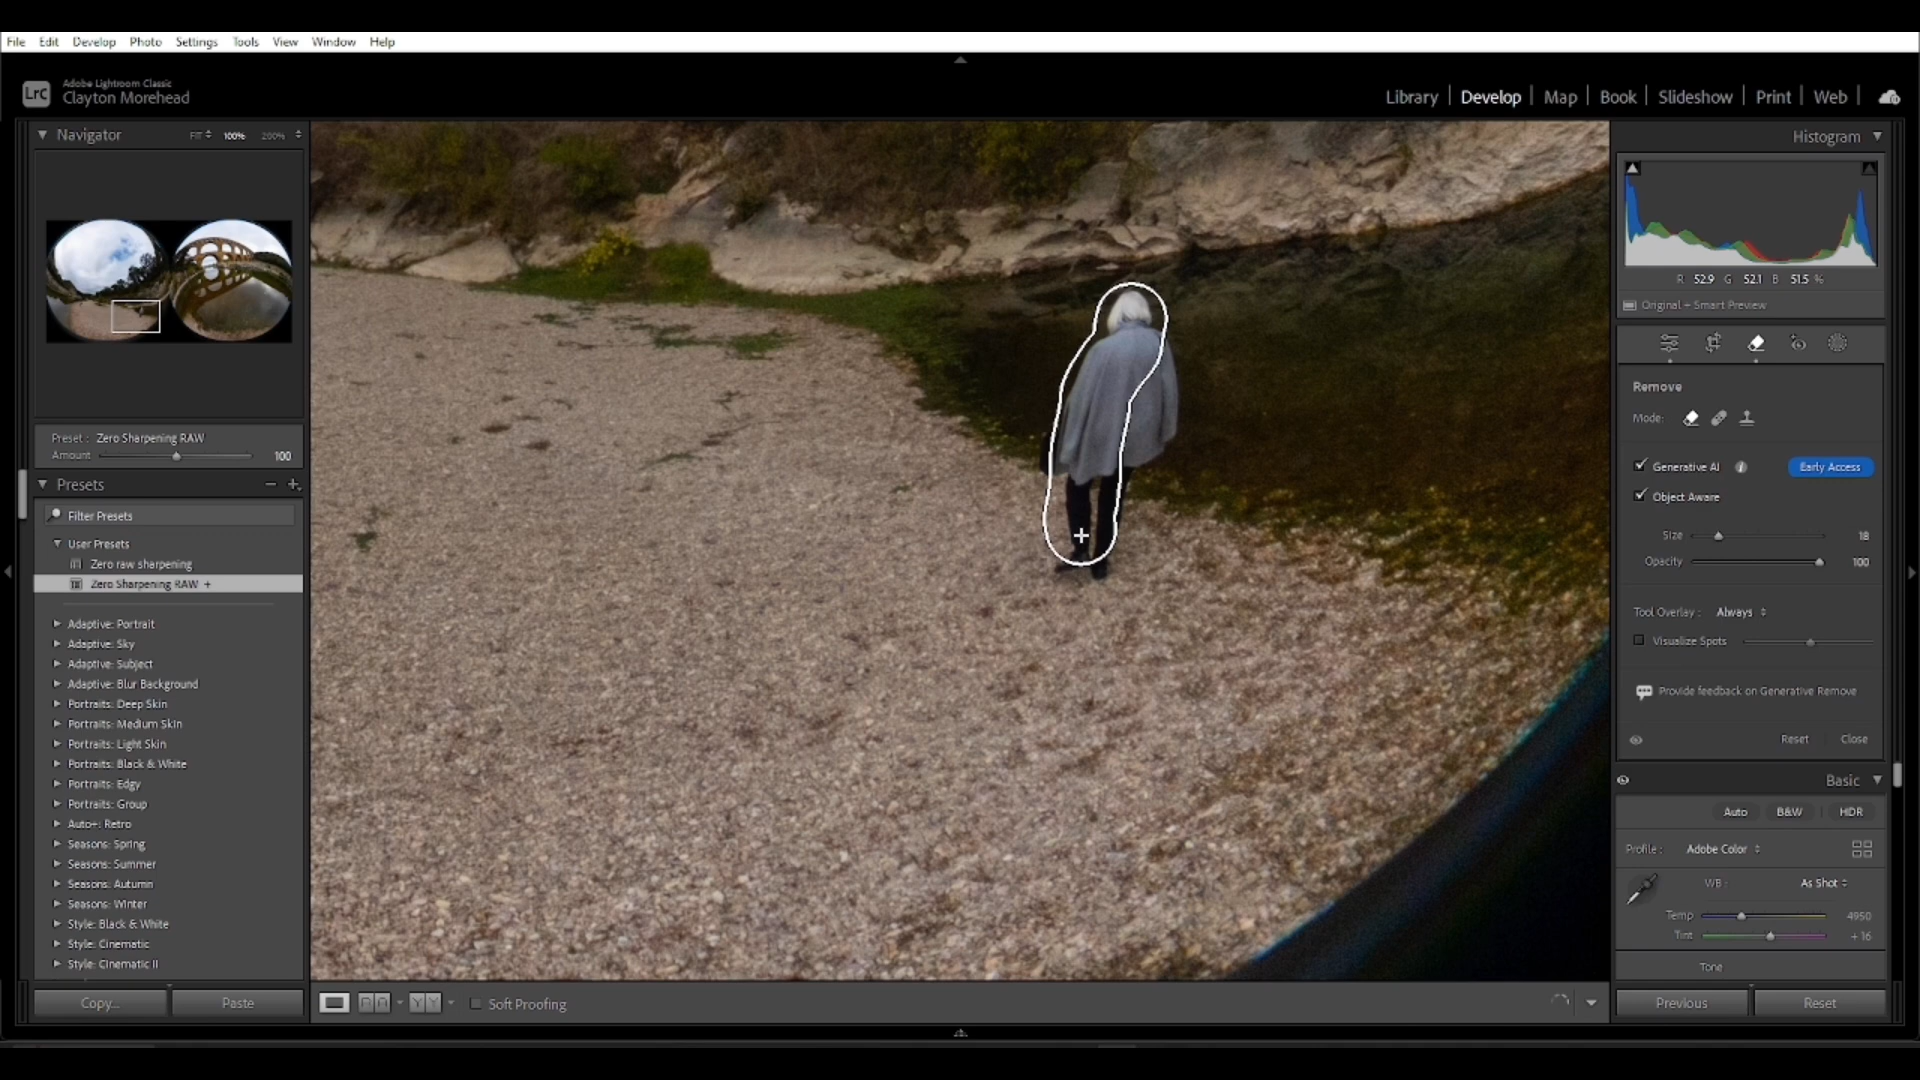 File Edit Develop Photo Settings Tools View Window Help
LrC
Adobe Lightroom Classic
Clayton Morehead
Library Develop Map Book Slideshow Print Web
Navigator FIT 100% 200%
Preset : Zero Sharpening RAW
Amount 100
Presets
Filter Presets
User Presets
Zero raw sharpening
Zero Sharpening RAW +
Adaptive: Portrait
Adaptive: Sky
Adaptive: Subject
Adaptive: Blur Background
Portraits: Deep Skin
Portraits: Medium Skin
Portraits: Light Skin
Portraits: Black & White
Portraits: Edgy
Portraits: Group
Auto+: Retro
Seasons: Spring
Seasons: Summer
Seasons: Autumn
Seasons: Winter
Style: Black & White
Style: Cinematic
Style: Cinematic II
Copy... Paste
Soft Proofing
Histogram
R 52.9 G 52.1 B 51.5 %
Original + Smart Preview
Remove
Mode:
Generative AI Early Access
Object Aware
Size 18
Opacity 100
Tool Overlay : Always
Visualize Spots
Provide feedback on Generative Remove
Reset Close
Basic
Auto B&W HDR
Profile : Adobe Color
WB : As Shot
Temp 4950
Tint + 16
Tone
Previous Reset